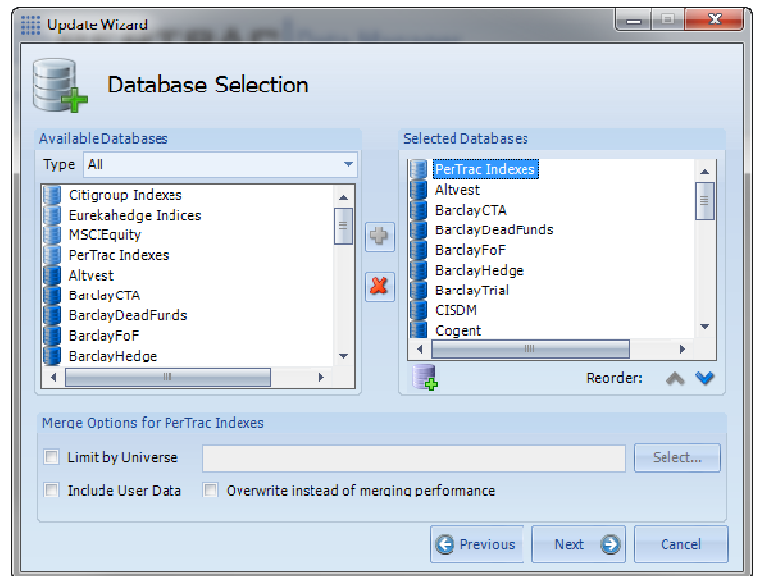 Update Wizard
Database Selection
Available Databases
Type All
Citigroup Indexes
Eurekahedge Indices
MSCIEquity
PerTrac Indexes
Altvest
BarclayCTA
BarclayDeadFunds
BarclayFoF
BarclayHedge
Selected Databases
PerTrac Indexes
Altvest
BarclayCTA
BarclayDeadFunds
BarclayFoF
BarclayHedge
BarclayTrial
CISDM
Cogent
Reorder:
Merge Options for PerTrac Indexes
Limit by Universe
Select...
Include User Data Overwrite instead of merging performance
Previous Next Cancel